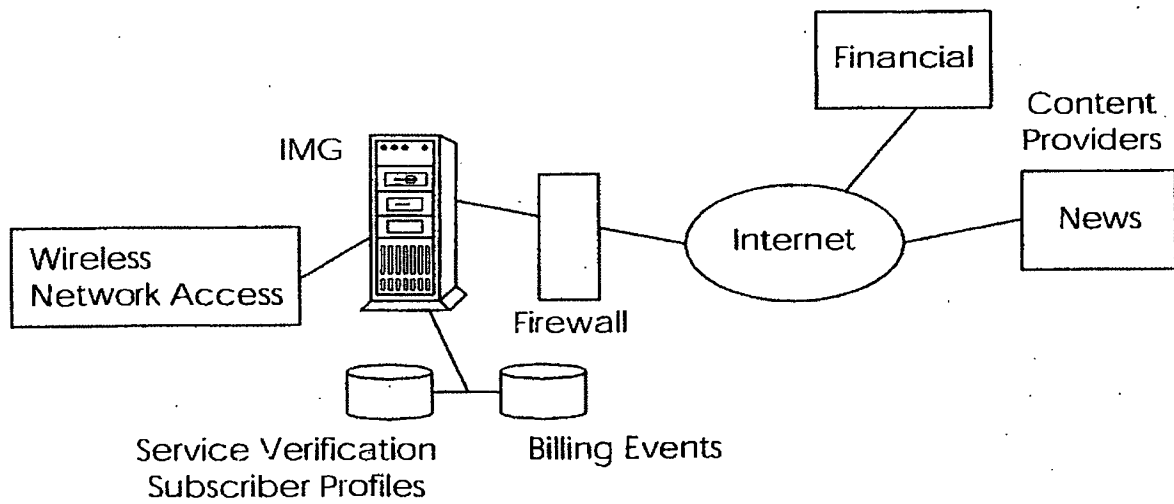 Financial
Content
Providers
IMG
News
Internet
Wireless
Network Access
Firewall
Service Verification
Subscriber Profiles
Billing Events